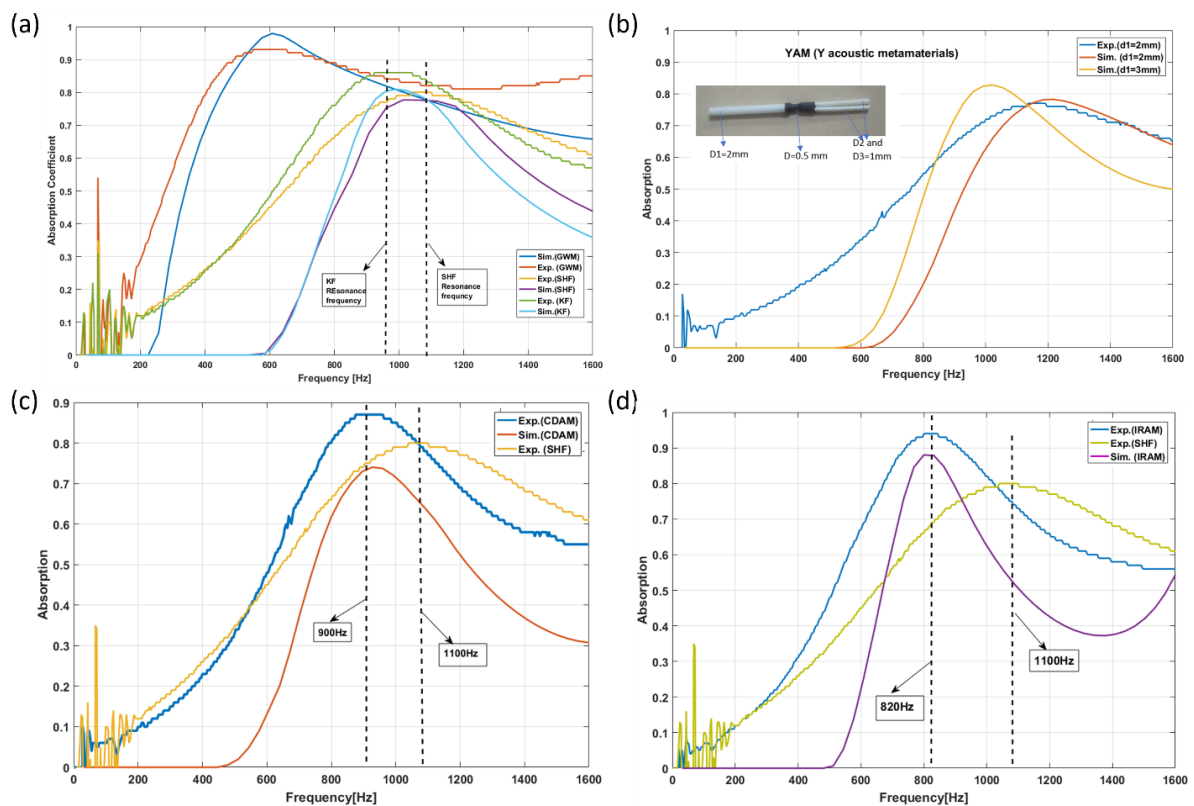 (a)
1
0.9
0.8
0.7
0.6
0.5
0.4
0.3
0.2
0.1
0
Absorption Coefficient
KF
REsonance
frequency
SHF
Resonance
frequncy
Sim.(GWM)
Exp. (GWM)
Exp.(SHF)
Sim.(SHF)
Exp. (KF)
Sim.(KF)
0 200 400 600 800 1000 1200 1400 1600
Frequency [Hz]
(b)
1
0.9
0.8
0.7
0.6
0.5
0.4
0.3
0.2
0.1
0
Absorption
YAM (Y acoustic metamaterials)
Exp.(d1=2mm)
Sim. (d1=2mm)
Sim.(d1=3mm)
D1=2mm
D=0.5 mm
D2 and
D3=1mm
200 400 600 800 1000 1200 1400 1600
Frequency [Hz]
(c)
0.9
0.8
0.7
0.6
0.5
0.4
0.3
0.2
0.1
0
Absorption
Exp.(CDAM)
Sim.(CDAM)
Exp. (SHF)
900Hz
1100Hz
0 200 400 600 800 1000 1200 1400 1600
Frequency[Hz]
(d)
1
0.9
0.8
0.7
0.6
0.5
0.4
0.3
0.2
0.1
0
Absorption
Exp.(IRAM)
Exp.(SHF)
Sim. (IRAM)
820Hz
1100Hz
0 200 400 600 800 1000 1200 1400 1600
Frequency[Hz]